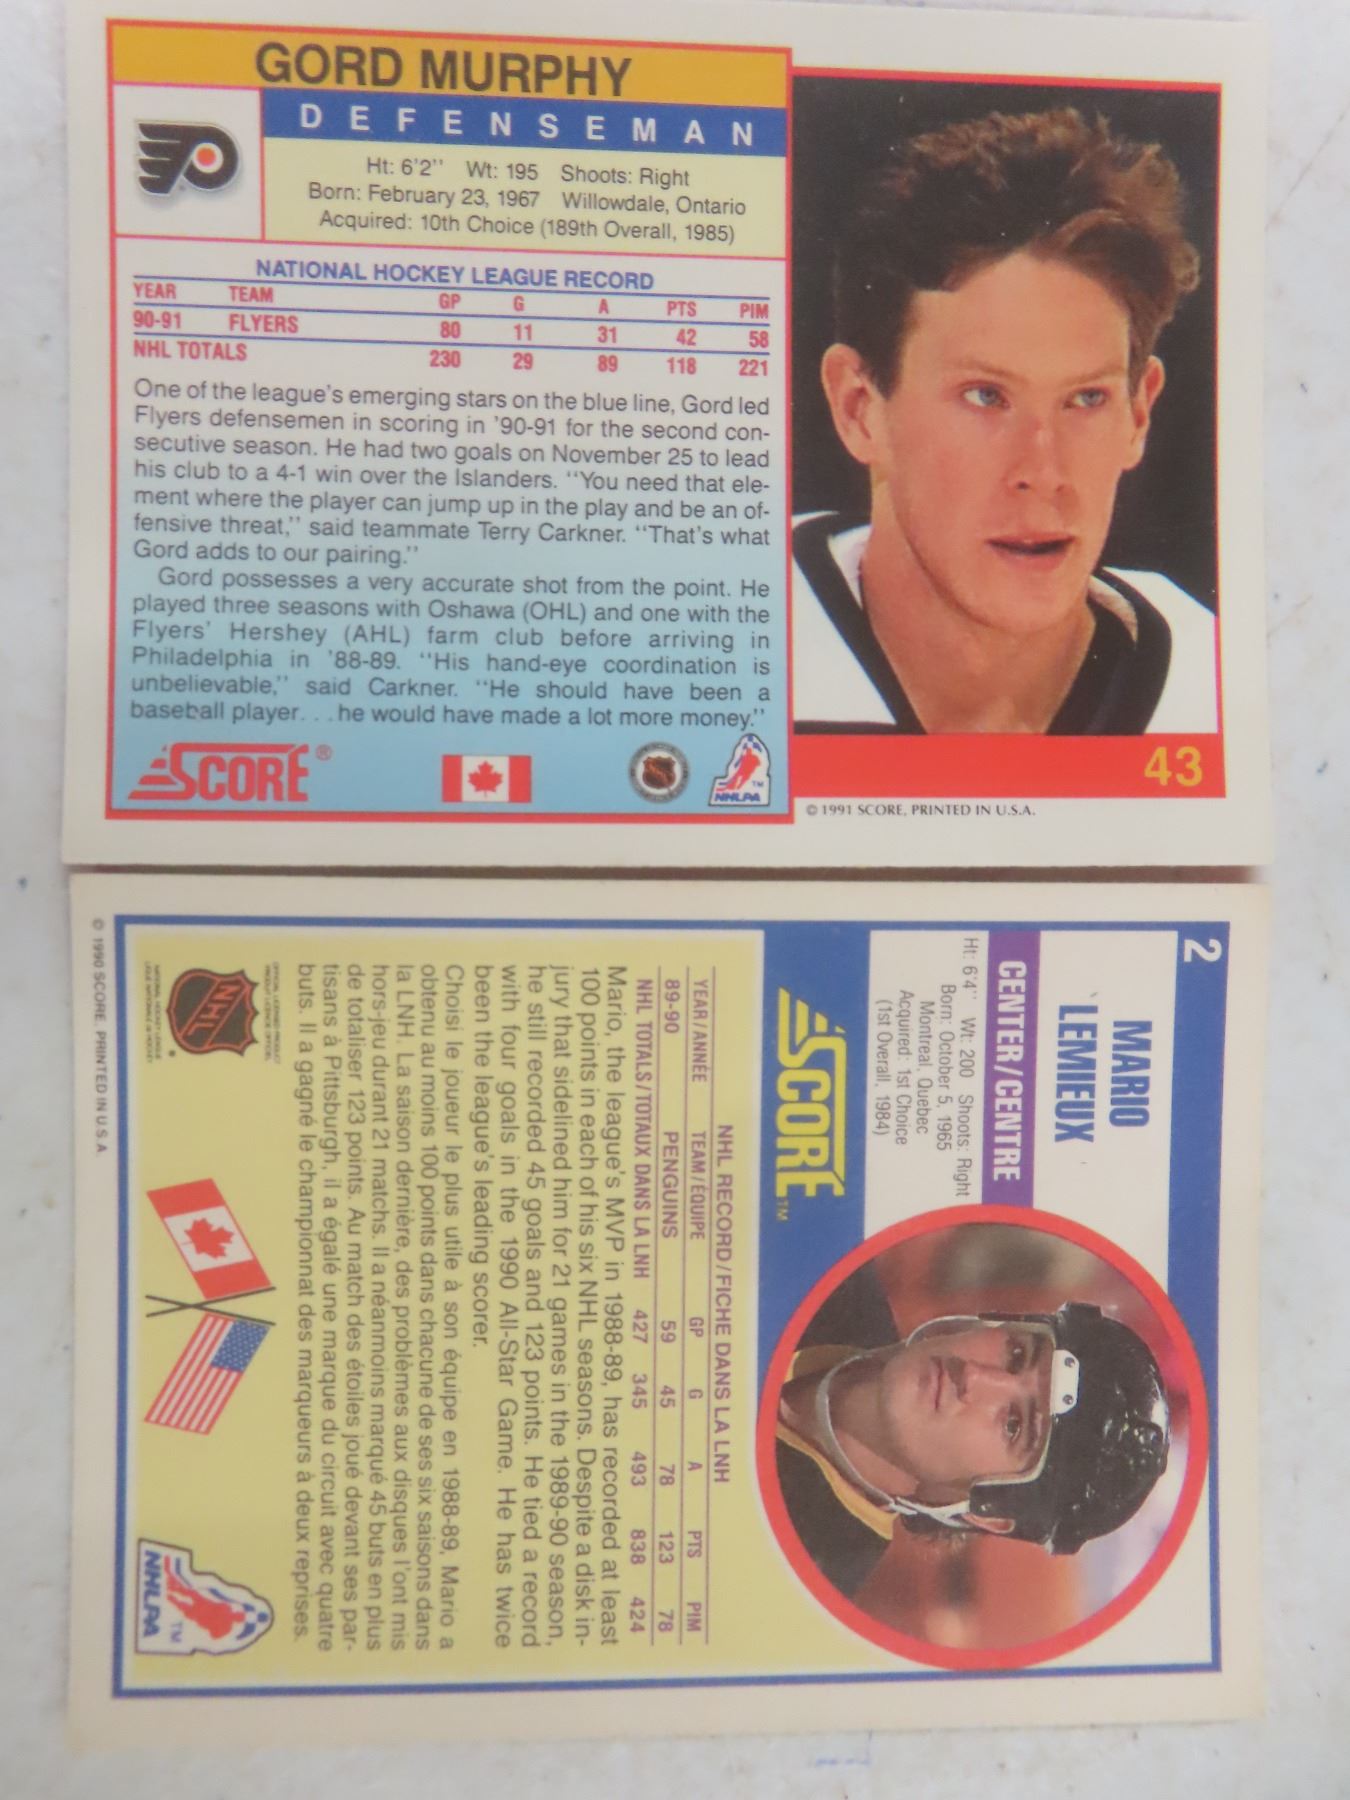 GORD MURPHY
DEFENSEMAN
Ht: 6'2'' Wt: 195 Shoots: Right
Born: February 23, 1967 Willowdale, Ontario
Acquired: 10th Choice (189th Overall, 1985)
NATIONAL HOCKEY LEAGUE RECORD
YEAR TEAM GP G A PTS PIM
90-91 FLYERS 80 11 31 42 58
NHL TOTALS 230 29 89 118 221
One of the league's emerging stars on the blue line, Gord led
Flyers defensemen in scoring in '90-91 for the second con-
secutive season. He had two goals on November 25 to lead
his club to a 4-1 win over the Islanders. ''You need that ele-
ment where the player can jump up in the play and be an of-
fensive threat,'' said teammate Terry Carkner. ''That's what
Gord adds to our pairing.''
Gord possesses a very accurate shot from the point. He
played three seasons with Oshawa (OHL) and one with the
Flyers' Hershey (AHL) farm club before arriving in
Philadelphia in '88-89. ''His hand-eye coordination is
unbelievable,'' said Carkner. ''He should have been a
baseball player. . .he would have made a lot more money.''
SCORE®
NHLPA
TM
43
© 1991 SCORE, PRINTED IN U.S.A.
2
MARIO
LEMIEUX
CENTER/CENTRE
Ht: 6'4'' Wt: 200 Shoots: Right
Born: October 5, 1965
Montreal, Quebec
Acquired: 1st Choice
(1st Overall, 1984)
SCORE™
NHL RECORD/FICHE DANS LA LNH
YEAR/ANNÉE TEAM/ÉQUIPE GP G A PTS PIM
89-90 PENGUINS 59 45 78 123 78
NHL TOTALS/TOTAUX DANS LA LNH 427 345 493 838 424
Mario, the league's MVP in 1988-89, has recorded at least
100 points in each of his six NHL seasons. Despite a disk in-
jury that sidelined him for 21 games in the 1989-90 season,
he still recorded 45 goals and 123 points. He tied a record
with four goals in the 1990 All-Star Game. He has twice
been the league's leading scorer.
Choisi le joueur le plus utile à son équipe en 1988-89, Mario a
obtenu au moins 100 points dans chacune de ses six saisons dans
la LNH. La saison dernière, des problèmes aux disques l'ont mis
hors-jeu durant 21 matchs. Il a néanmoins marqué 45 buts en plus
de totaliser 123 points. Au match des étoiles joué devant ses par-
tisans à Pittsburgh, il a égalé une marque du circuit avec quatre
buts. Il a gagné le championnat des marqueurs à deux reprises.
OFFICIAL LICENSED PRODUCT
PRODUIT LICENCIÉ OFFICIEL
NHL
NATIONAL HOCKEY LEAGUE
LIGUE NATIONALE DE HOCKEY
NHLPA
TM
© 1990 SCORE. PRINTED IN U.S.A